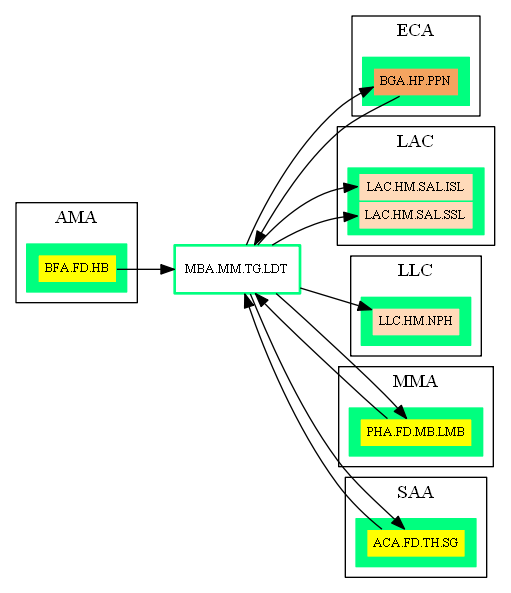 ECA
BGA.HP.PPN
LAC
LAC.HM.SAL.ISL
LAC.HM.SAL.SSL
AMA
BFA.FD.HB
MBA.MM.TG.LDT
LLC
LLC.HM.NPH
MMA
PHA.FD.MB.LMB
SAA
ACA.FD.TH.SG